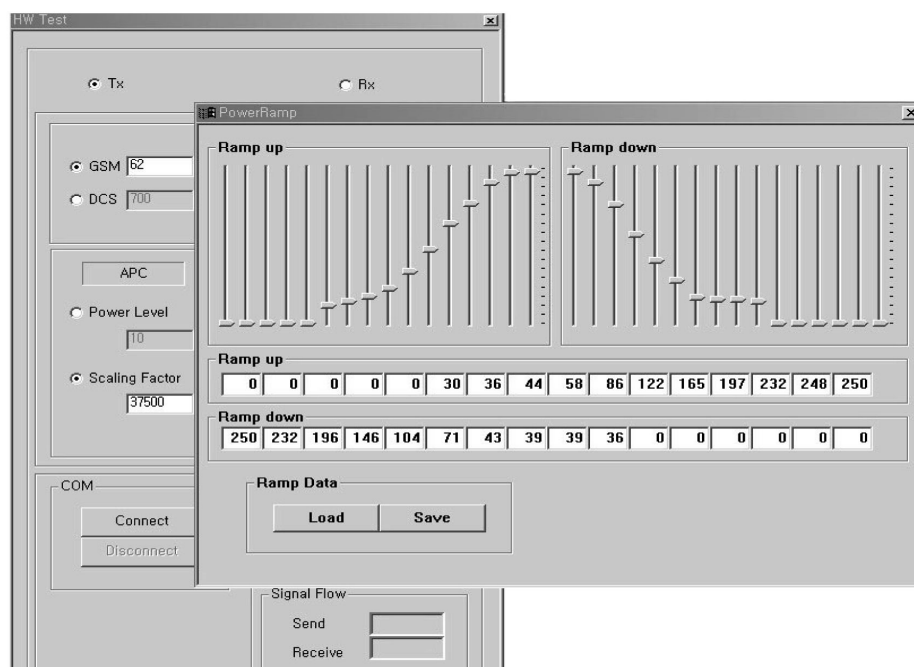 HW Test
Tx
Rx
PowerRamp
Ramp up
Ramp down
GSM 62
DCS 700
APC
Power Level
10
Scaling Factor
37500
Ramp up
0 0 0 0 0 30 36 44 58 86 122 165 197 232 248 250
Ramp down
250 232 196 146 104 71 43 39 39 36 0 0 0 0 0 0
Ramp Data
Load Save
COM
Connect
Disconnect
Signal Flow
Send
Receive